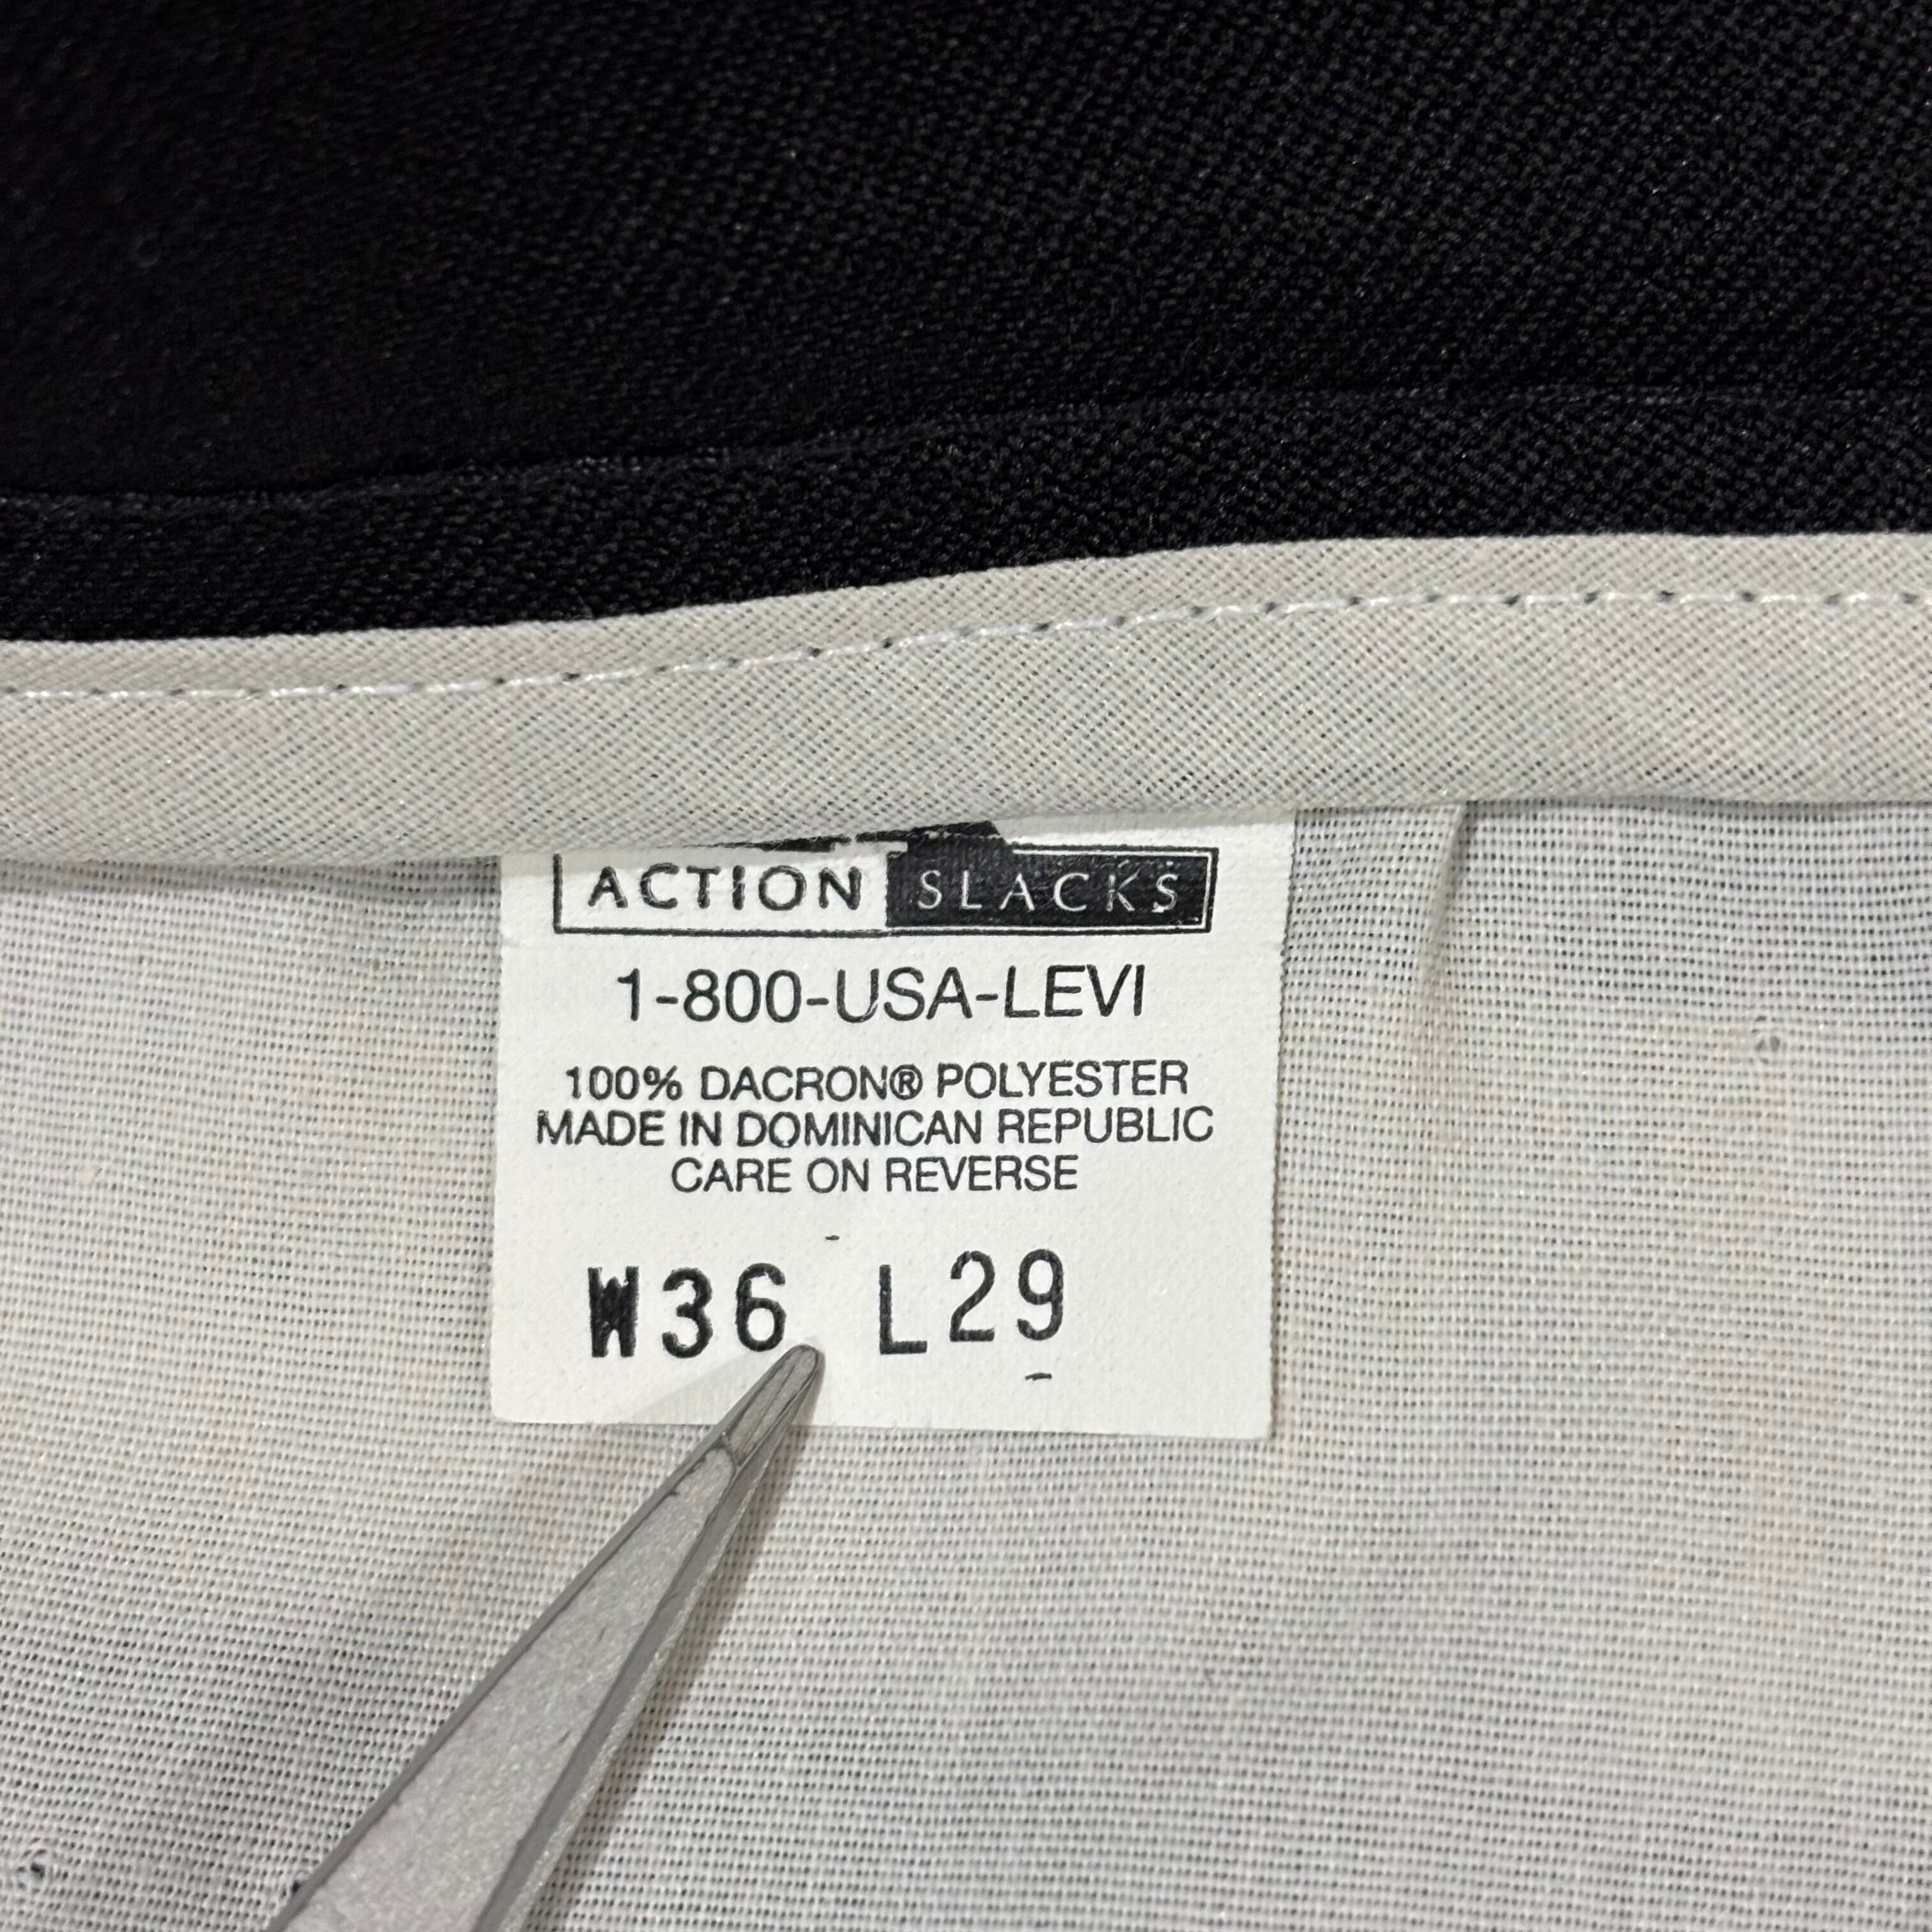 ACTION SLACKS
1-800-USA-LEVI
100% DACRON® POLYESTER
MADE IN DOMINICAN REPUBLIC
CARE ON REVERSE
W36 L29